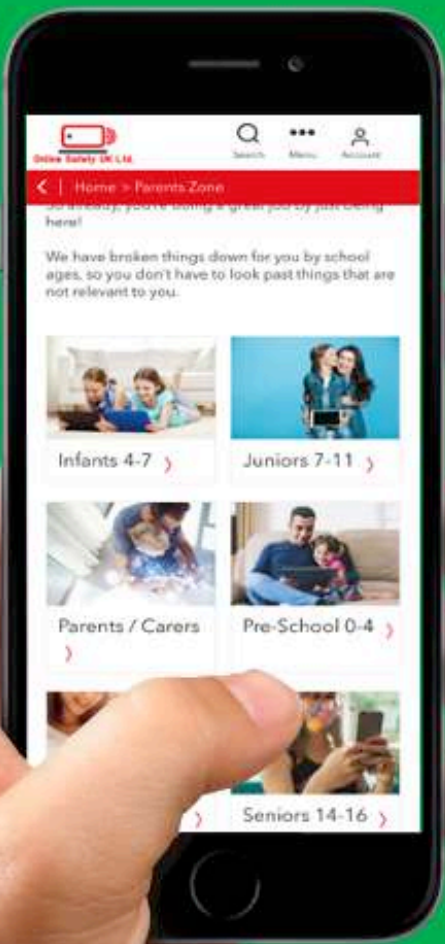 Online Safety UK Ltd.
Search
Menu
Account
Home > Parents Zone
So already, you're doing a great job by just being
here!
We have broken things down for you by school
ages, so you don't have to look past things that are
not relevant to you.
Infants 4-7
Juniors 7-11
Parents / Carers
Pre-School 0-4
Seniors 14-16